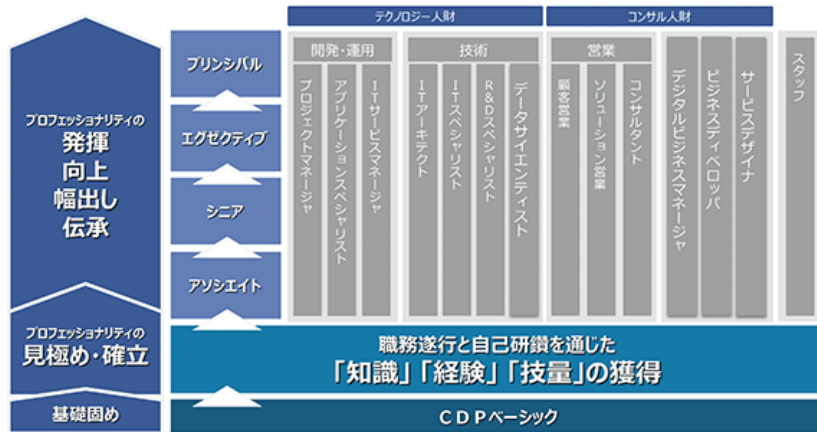 テクノロジー人財
コンサル人財
プロフェッショナリティの
発揮
向上
幅出し
伝承
プロフェッショナリティの
見極め・確立
基礎固め
プリンシパル
エグゼクティブ
シニア
アソシエイト
開発・運用
プロジェクトマネージャ
アプリケーションスペシャリスト
ITサービスマネージャ
技術
ITアーキテクト
ITスペシャリスト
R&Dスペシャリスト
データサイエンティスト
営業
顧客営業
ソリューション営業
コンサルタント
デジタルビジネスマネージャ
ビジネスディベロッパ
サービスデザイナ
スタッフ
職務遂行と自己研鑽を通じた
「知識」「経験」「技量」の獲得
CDPベーシック